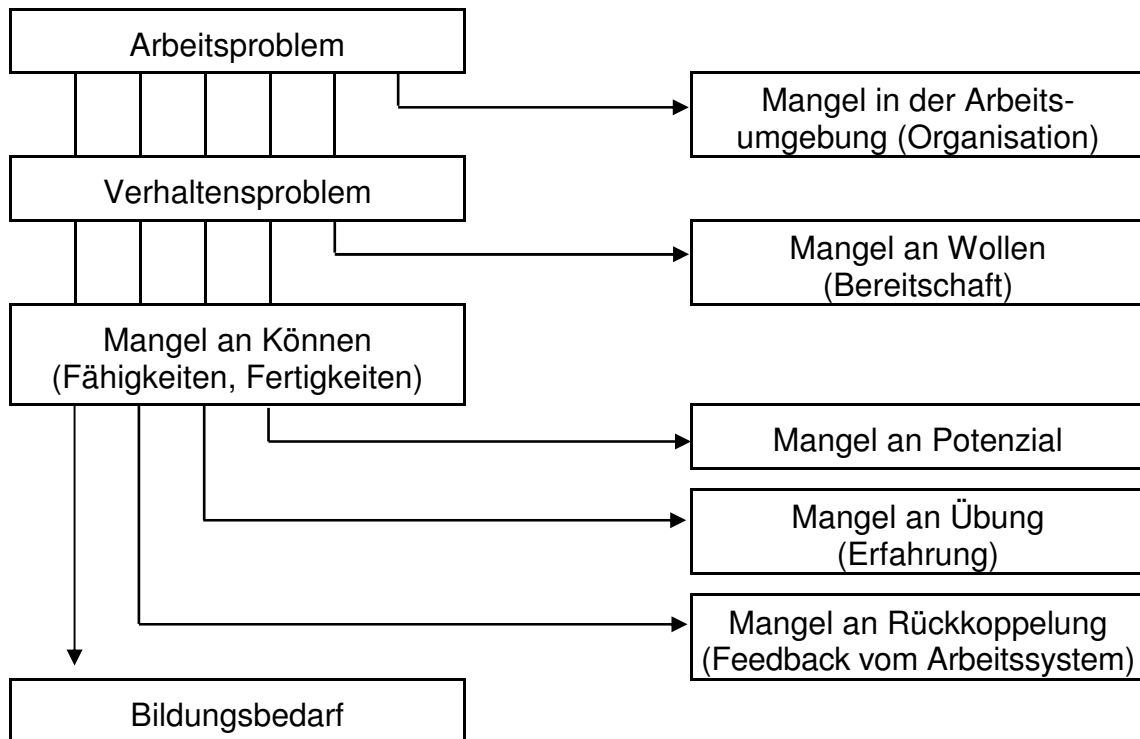 Arbeitsproblem
Mangel in der Arbeits-
umgebung (Organisation)
Verhaltensproblem
Mangel an Wollen
(Bereitschaft)
Mangel an Können
(Fähigkeiten, Fertigkeiten)
Mangel an Potenzial
Mangel an Übung
(Erfahrung)
Mangel an Rückkoppelung
(Feedback vom Arbeitssystem)
Bildungsbedarf